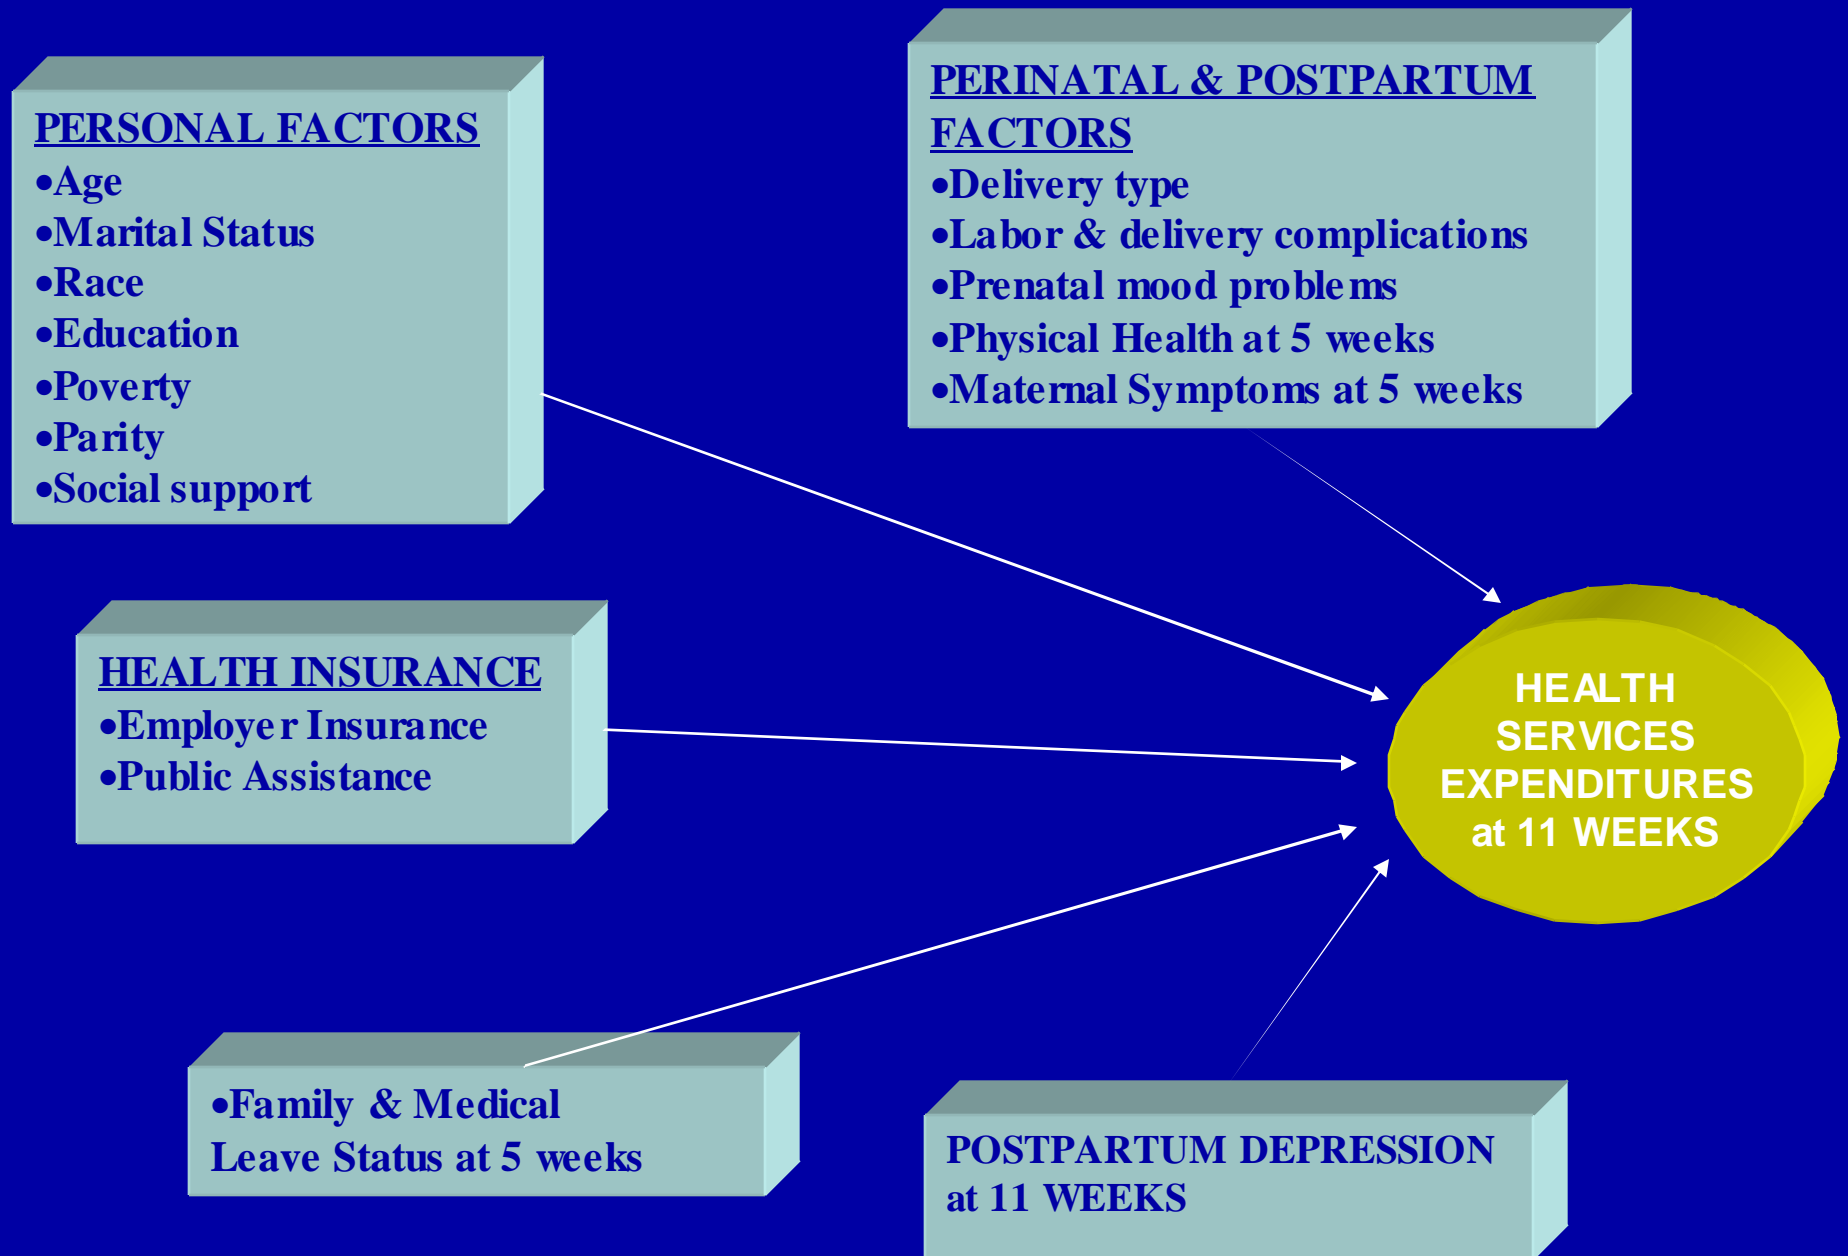 PERSONAL FACTORS
•Age
•Marital Status
•Race
•Education
•Poverty
•Parity
•Social support
PERINATAL & POSTPARTUM
FACTORS
•Delivery type
•Labor & delivery complications
•Prenatal mood problems
•Physical Health at 5 weeks
•Maternal Symptoms at 5 weeks
HEALTH INSURANCE
•Employer Insurance
•Public Assistance
HEALTH
SERVICES
EXPENDITURES
at 11 WEEKS
•Family & Medical
Leave Status at 5 weeks
POSTPARTUM DEPRESSION
at 11 WEEKS